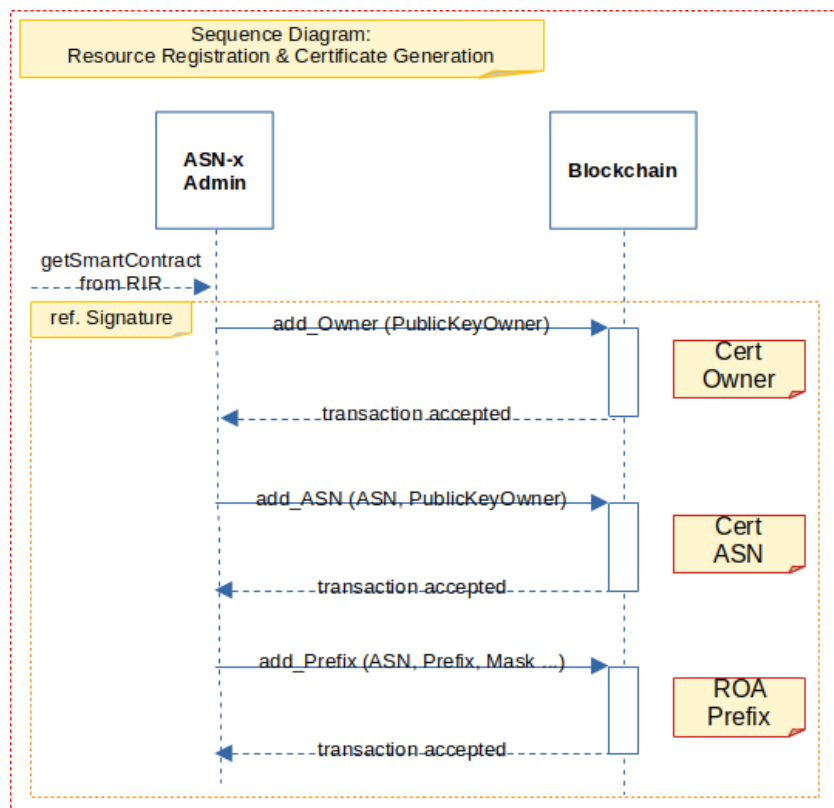 Sequence Diagram:
Resource Registration & Certificate Generation
ASN-x
Admin
Blockchain
getSmartContract
from RIR
ref. Signature
add_Owner (PublicKeyOwner)
Cert
Owner
transaction accepted
add_ASN (ASN, PublicKeyOwner)
Cert
ASN
transaction accepted
add_Prefix (ASN, Prefix, Mask ...)
ROA
Prefix
transaction accepted